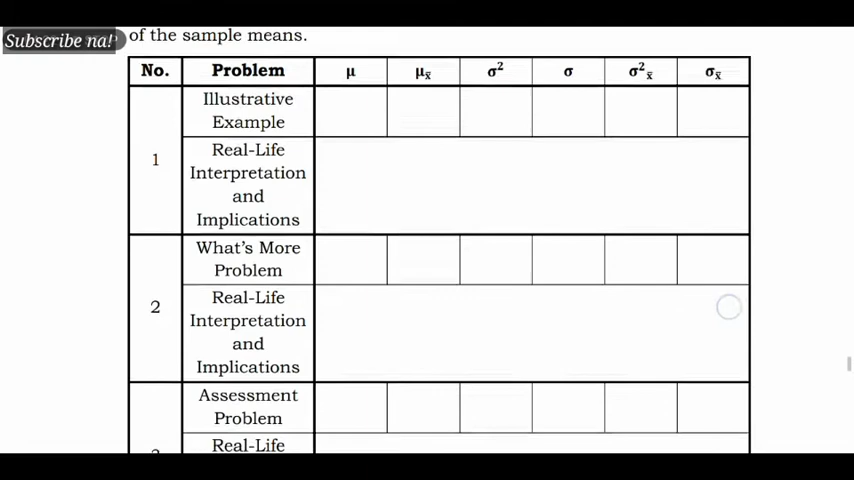 of the sample means.
Subscribe na!
No. Problem μ μx̄ σ² σ σ²x̄ σx̄
Illustrative
Example
1
Real-Life
Interpretation
and
Implications
What's More
Problem
2
Real-Life
Interpretation
and
Implications
Assessment
Problem
Real-Life